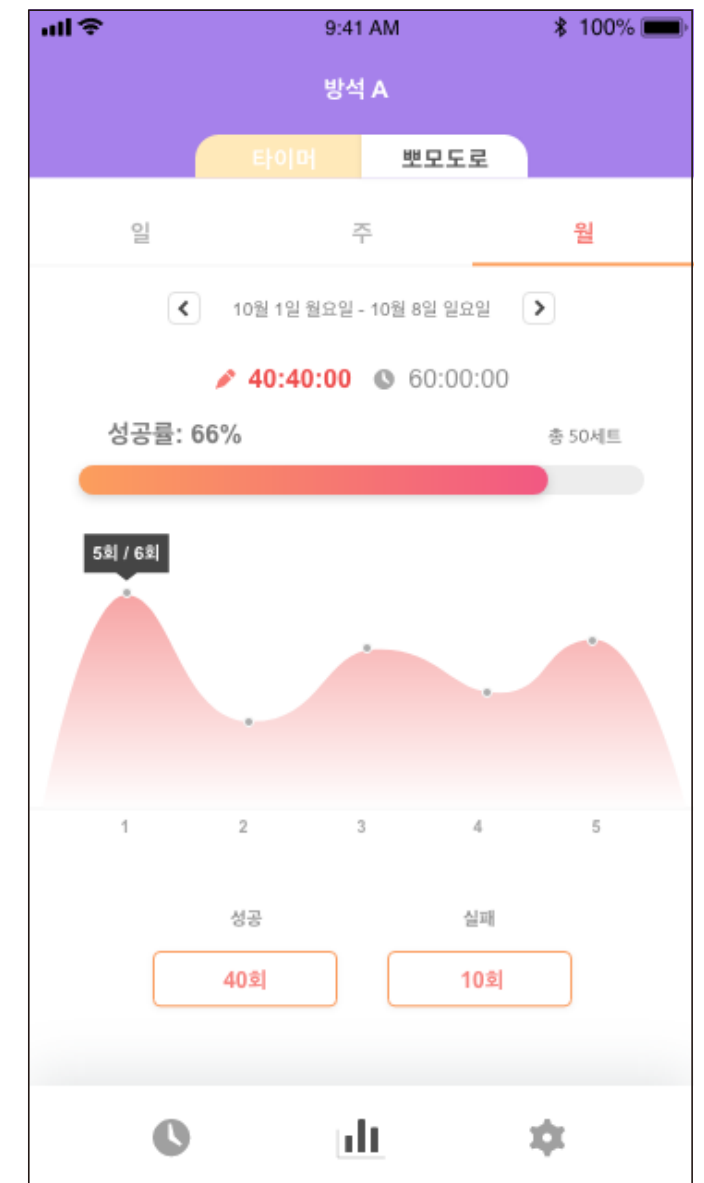 9:41 AM 100%
방석 A
타이머 뽀모도로
일 주 월
10월 1일 월요일 - 10월 8일 일요일
40:40:00 60:00:00
성공률: 66% 총 50세트
5회 / 6회
1 2 3 4 5
성공 실패
40회 10회